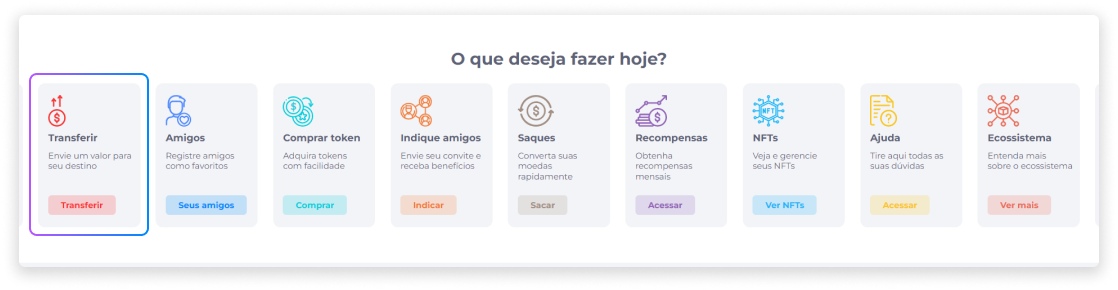 O que deseja fazer hoje?
Transferir
Envie um valor para
seu destino
Transferir
Amigos
Registre amigos
como favoritos
Seus amigos
Comprar token
Adquira tokens
com facilidade
Comprar
Indique amigos
Envie seu convite e
receba benefícios
Indicar
Saques
Converta suas
moedas
rapidamente
Sacar
Recompensas
Obtenha
recompensas
mensais
Acessar
NFT
NFTs
Veja e gerencie
seus NFTs
Ver NFTs
Ajuda
Tire aqui todas as
suas dúvidas
Acessar
Ecossistema
Entenda mais
sobre o ecossistema
Ver mais